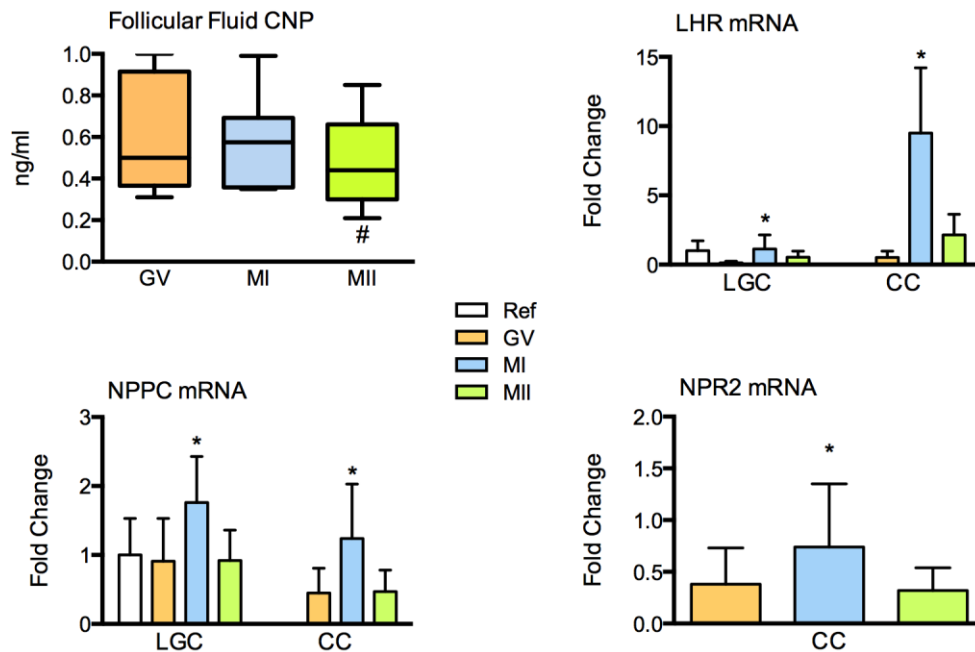 Follicular Fluid CNP
ng/ml
1.0
0.8
0.6
0.4
0.2
0.0
#
GV MI MII
LHR mRNA
Fold Change
15
10
5
0
*
*
LGC CC
Ref
GV
MI
MII
NPPC mRNA
Fold Change
3
2
1
0
*
*
LGC CC
NPR2 mRNA
Fold Change
2.0
1.5
1.0
0.5
0.0
*
CC